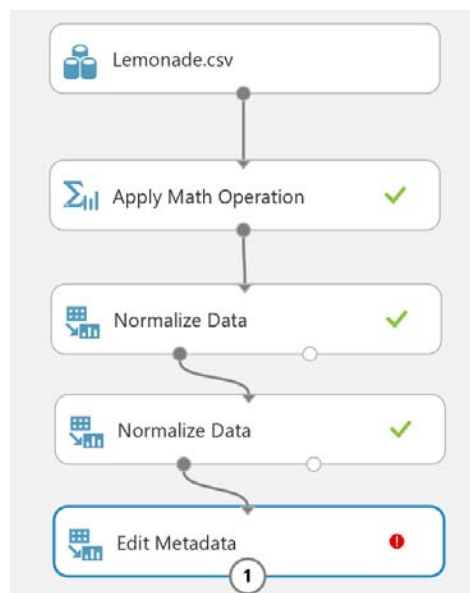 Lemonade.csv
Apply Math Operation
Normalize Data
Normalize Data
Edit Metadata
1